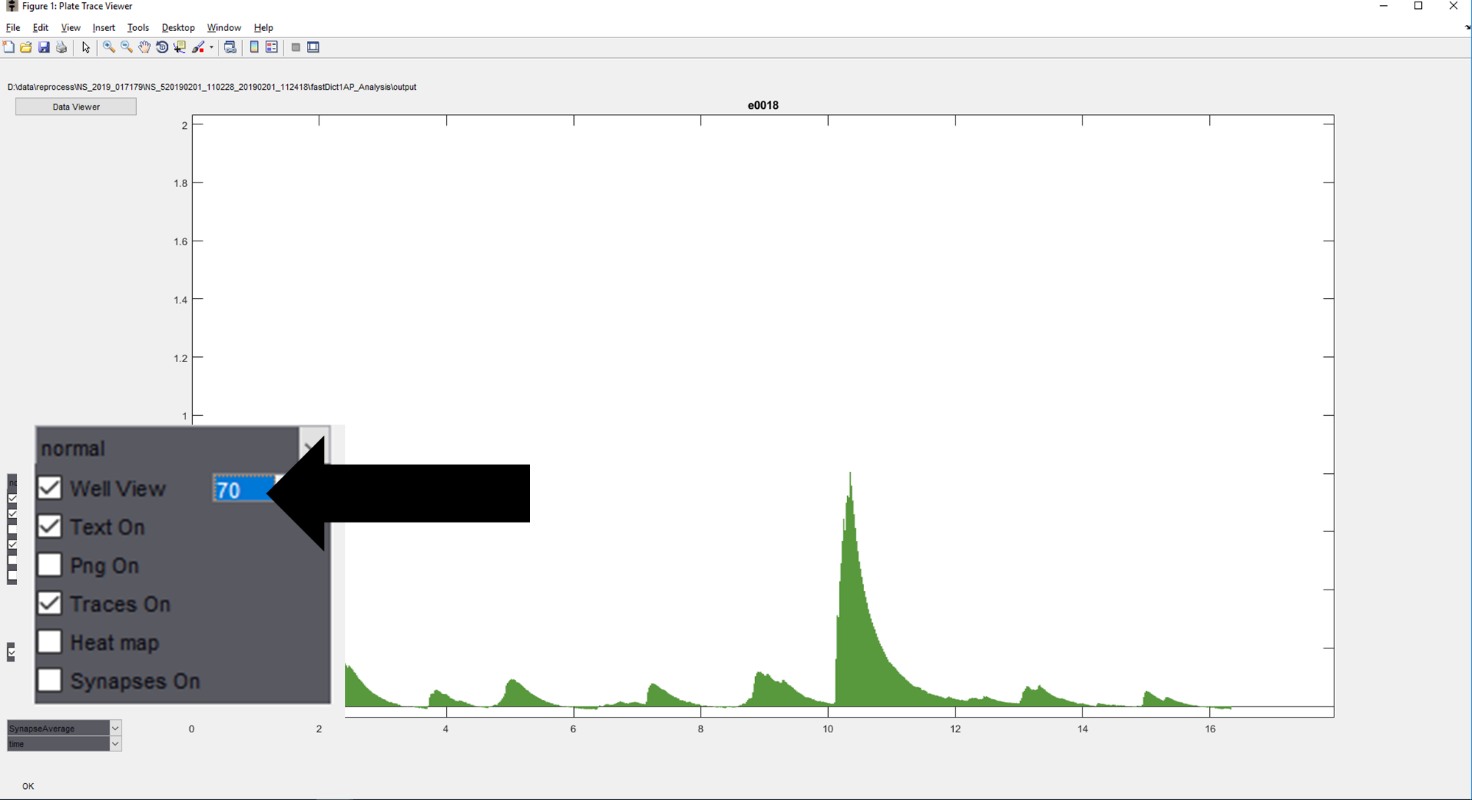 Figure 1: Plate Trace Viewer
File Edit View Insert Tools Desktop Window Help
D:\data\reprocess\NS_2019_017179\NS_520190201_110228_20190201_112418\fastDict1AP_Analysis\output
Data Viewer
e0018
2
1.8
1.6
1.4
1.2
1
normal
Well View 70
Text On
Png On
Traces On
Heat map
Synapses On
0 2 4 6 8 10 12 14 16
SynapseAverage
time
OK